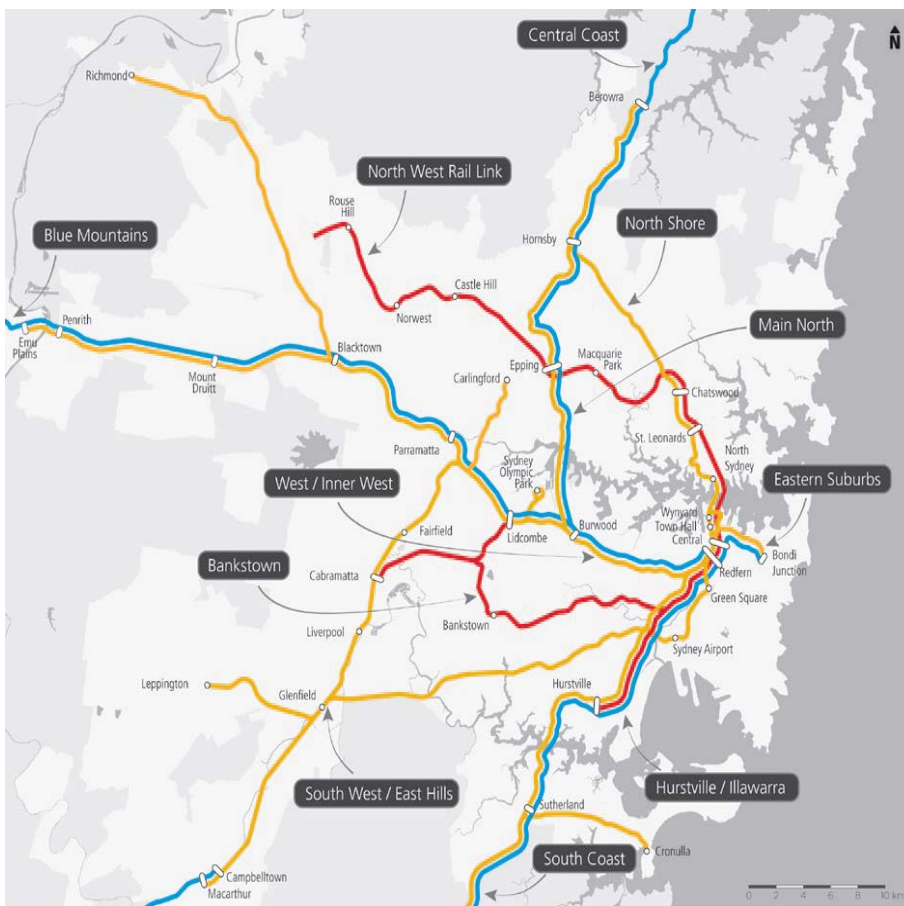 Central Coast
N
Richmond
Berowra
North West Rail Link
Rouse
Hill
North Shore
Blue Mountains
Hornsby
Castle Hill
Norwest
Main North
Penrith
Emu
Plains
Blacktown
Epping
Macquarie
Park
Mount
Druitt
Carlingford
Chatswood
St. Leonards
Parramatta
North
Sydney
Sydney
Olympic
Park
West / Inner West
Eastern Suburbs
Wynyard
Town Hall
Central
Fairfield
Lidcombe
Burwood
Bankstown
Redfern
Bondi
Junction
Cabramatta
Green Square
Bankstown
Liverpool
Sydney Airport
Leppington
Glenfield
Hurstville
South West / East Hills
Hurstville / Illawarra
Sutherland
Cronulla
South Coast
Campbelltown
Macarthur
0 2 4 6 8 10 km